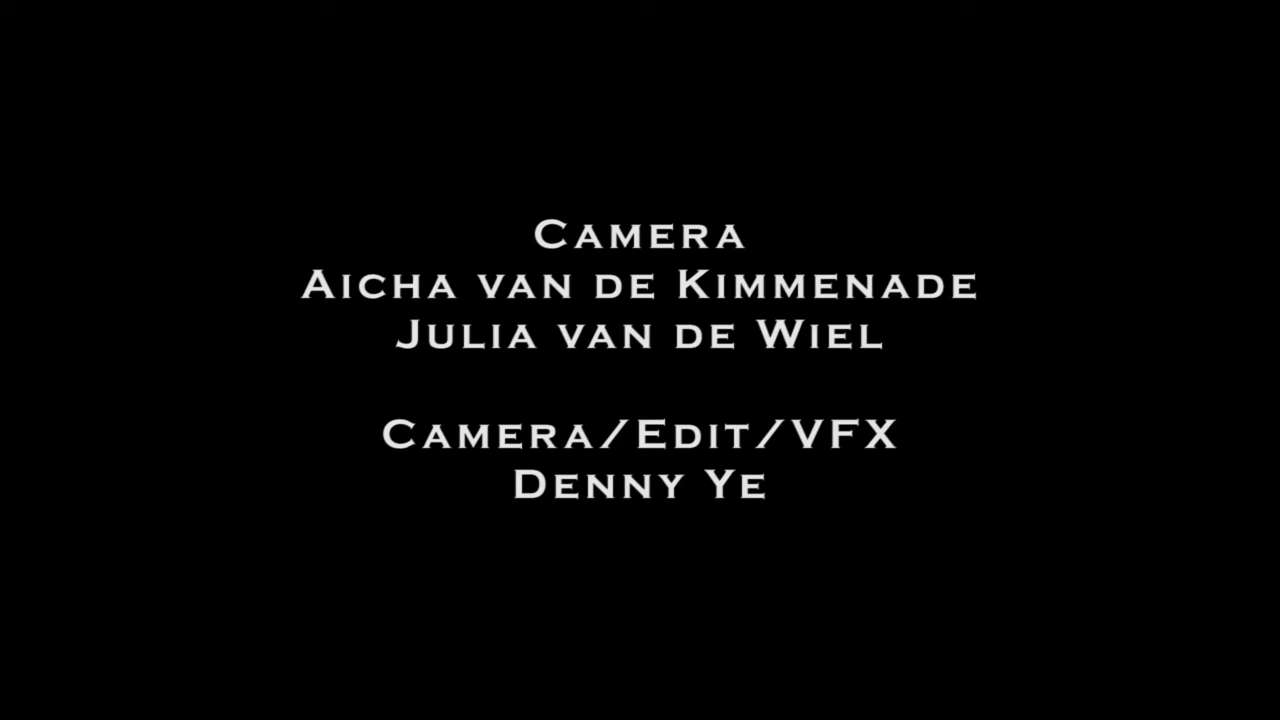 Camera
Aicha van de Kimmenade
Julia van de Wiel
Camera/Edit/VFX
Denny Ye